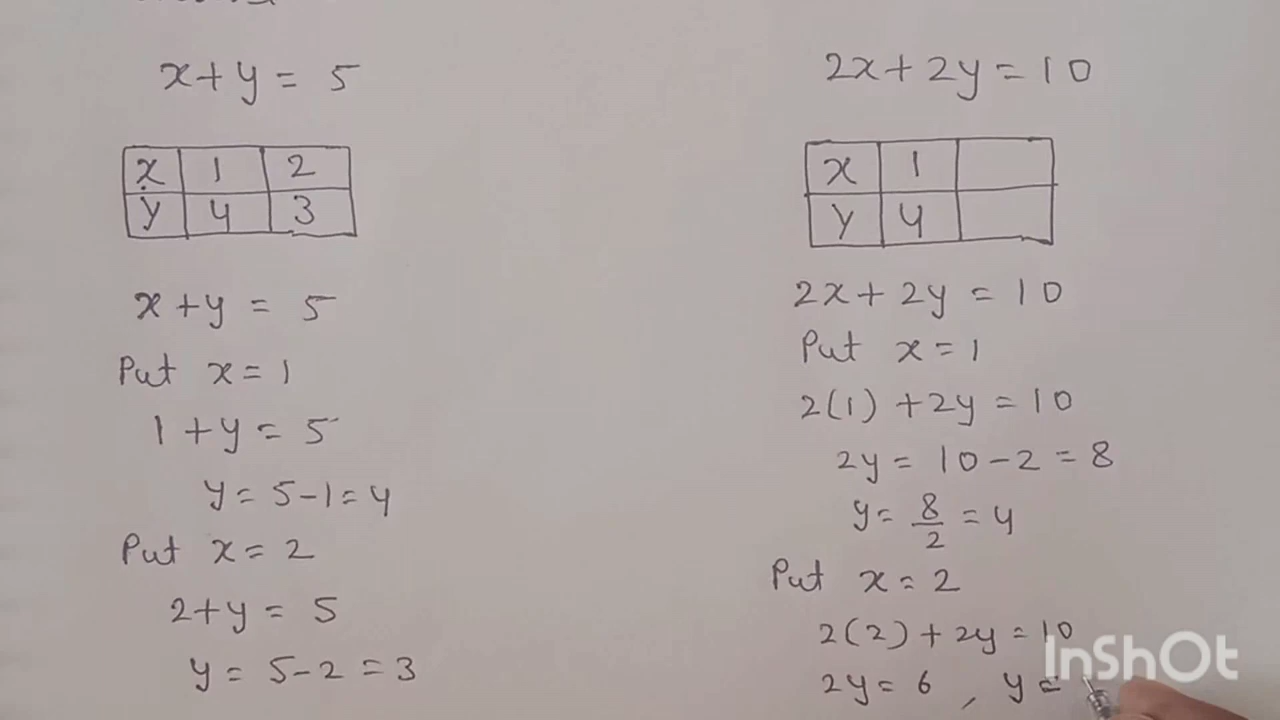 x+y = 5
x 1 2
y 4 3
x+y = 5
Put x=1
1+y = 5
y = 5-1=4
Put x=2
2+y = 5
y = 5-2=3
2x+2y=10
x 1
y 4
2x+2y=10
Put x=1
2(1)+2y=10
2y=10-2=8
y=8/2=4
Put x=2
2(2)+2y=10
2y=6, y=
InShOt